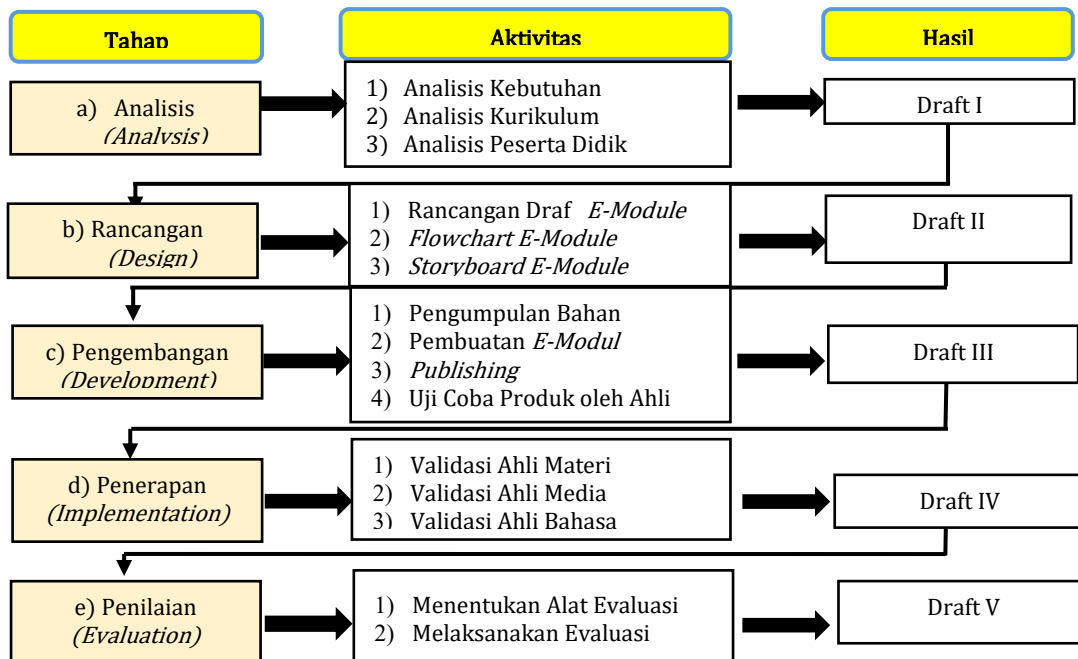 Tahap
Aktivitas
Hasil
a) Analisis
(Analysis)
1) Analisis Kebutuhan
2) Analisis Kurikulum
3) Analisis Peserta Didik
Draft I
b) Rancangan
(Design)
1) Rancangan Draf E-Module
2) Flowchart E-Module
3) Storyboard E-Module
Draft II
c) Pengembangan
(Development)
1) Pengumpulan Bahan
2) Pembuatan E-Modul
3) Publishing
4) Uji Coba Produk oleh Ahli
Draft III
d) Penerapan
(Implementation)
1) Validasi Ahli Materi
2) Validasi Ahli Media
3) Validasi Ahli Bahasa
Draft IV
e) Penilaian
(Evaluation)
1) Menentukan Alat Evaluasi
2) Melaksanakan Evaluasi
Draft V